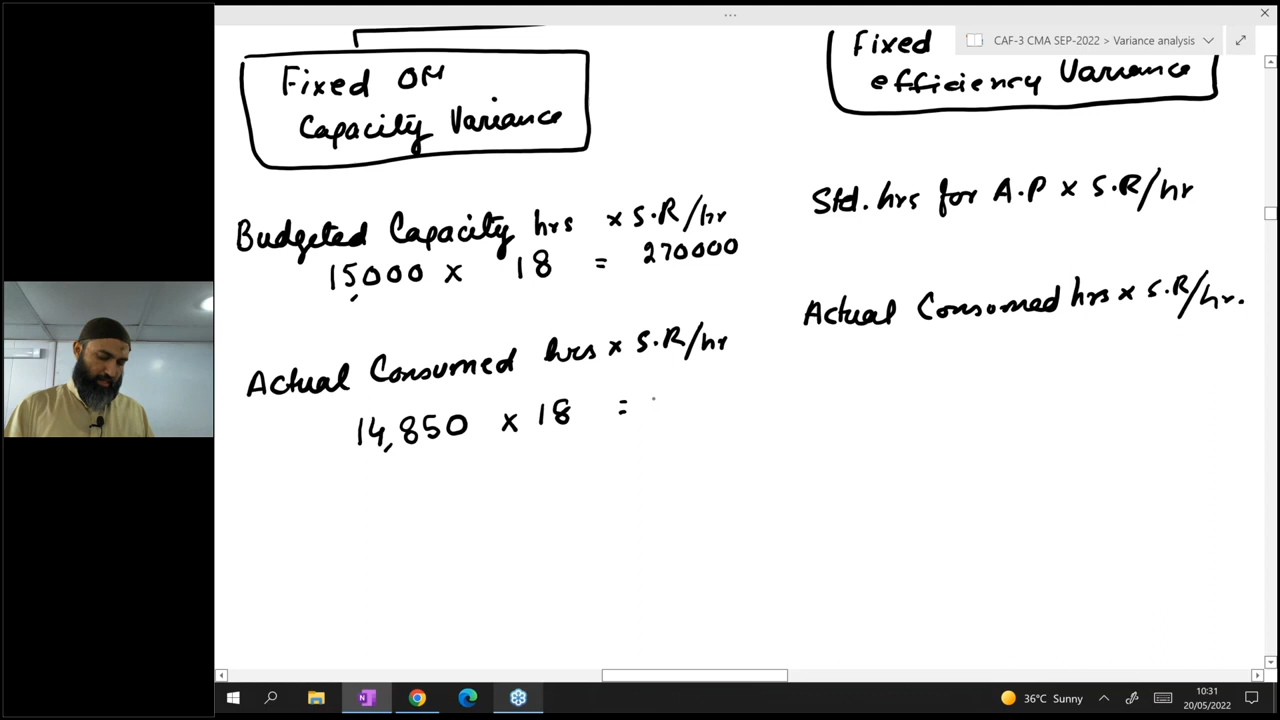 CAF-3 CMA SEP-2022 > Variance analysis
Fixed OH
Capacity Variance
Budgeted Capacity hrs × S.R/hr
15,000 × 18 = 270000
Actual Consumed hrs × S.R/hr
14,850 × 18 =
Fixed
efficiency Variance
Std. hrs for A.P × S.R/hr
Actual Consumed hrs × S.R/hr.
36°C Sunny
10:31
20/05/2022